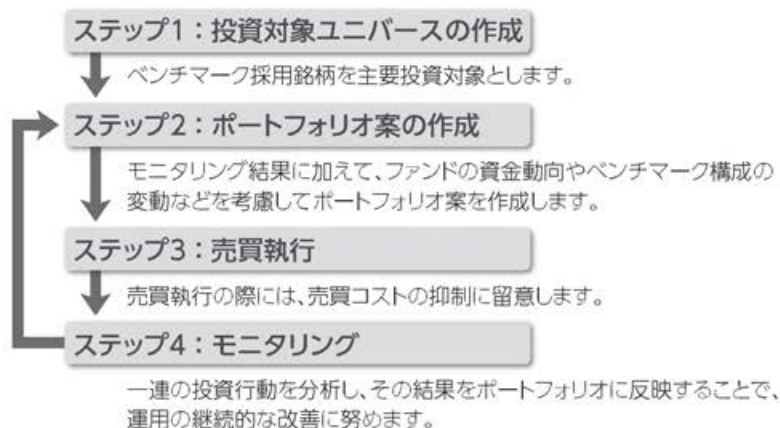 ステップ1：投資対象ユニバースの作成
ベンチマーク採用銘柄を主要投資対象とします。
ステップ2：ポートフォリオ案の作成
モニタリング結果に加えて、ファンドの資金動向やベンチマーク構成の
変動などを考慮してポートフォリオ案を作成します。
ステップ3：売買執行
売買執行の際には、売買コストの抑制に留意します。
ステップ4：モニタリング
一連の投資行動を分析し、その結果をポートフォリオに反映することで、
運用の継続的な改善に努めます。